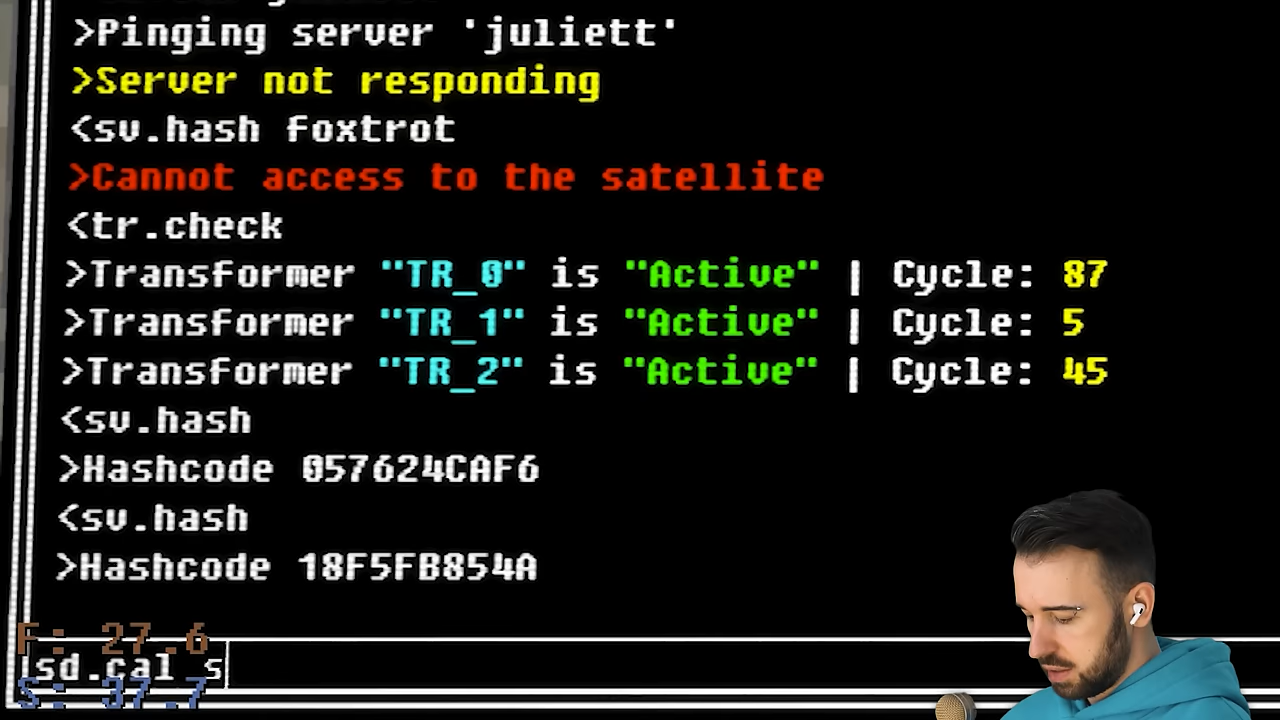 >Pinging server 'juliett'
>Server not responding
<sv.hash foxtrot
>Cannot access to the satellite
<tr.check
>Transformer "TR_0" is "Active" | Cycle: 87
>Transformer "TR_1" is "Active" | Cycle: 5
>Transformer "TR_2" is "Active" | Cycle: 45
<sv.hash
>Hashcode 057624CAF6
<sv.hash
>Hashcode 18F5FB854A
F: 27.6
sd.cal s
S: 37.7